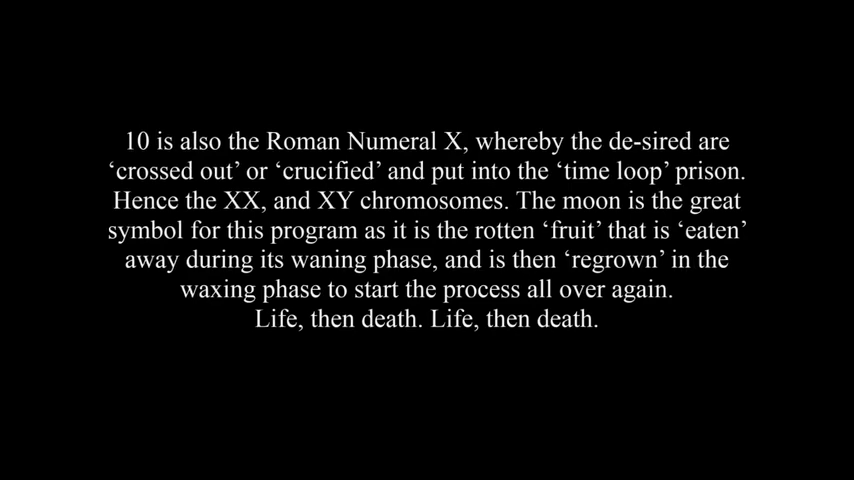 10 is also the Roman Numeral X, whereby the de-sired are
‘crossed out’ or ‘crucified’ and put into the ‘time loop’ prison.
Hence the XX, and XY chromosomes. The moon is the great
symbol for this program as it is the rotten ‘fruit’ that is ‘eaten’
away during its waning phase, and is then ‘regrown’ in the
waxing phase to start the process all over again.
Life, then death. Life, then death.